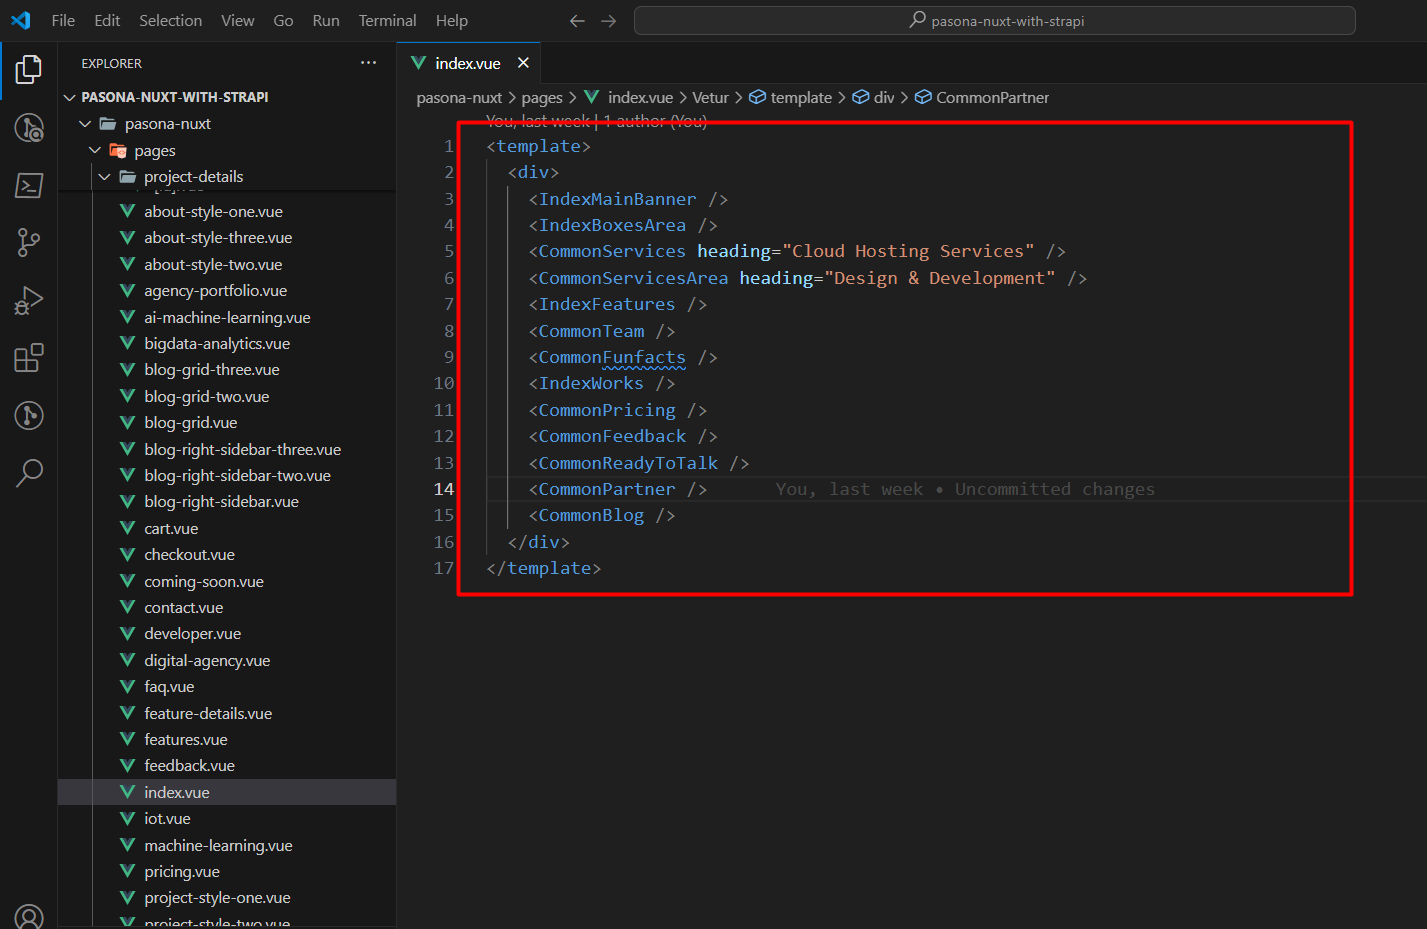 File Edit Selection View Go Run Terminal Help
pasona-nuxt-with-strapi
EXPLORER
PASONA-NUXT-WITH-STRAPI
pasona-nuxt
pages
project-details
about-style-one.vue
about-style-three.vue
about-style-two.vue
agency-portfolio.vue
ai-machine-learning.vue
bigdata-analytics.vue
blog-grid-three.vue
blog-grid-two.vue
blog-grid.vue
blog-right-sidebar-three.vue
blog-right-sidebar-two.vue
blog-right-sidebar.vue
cart.vue
checkout.vue
coming-soon.vue
contact.vue
developer.vue
digital-agency.vue
faq.vue
feature-details.vue
features.vue
feedback.vue
index.vue
iot.vue
machine-learning.vue
pricing.vue
project-style-one.vue
project-style-two.vue
index.vue
pasona-nuxt > pages > index.vue > Vetur > template > div > CommonPartner
You, last week | 1 author (You)
1 <template>
2 <div>
3 <IndexMainBanner />
4 <IndexBoxesArea />
5 <CommonServices heading="Cloud Hosting Services" />
6 <CommonServicesArea heading="Design & Development" />
7 <IndexFeatures />
8 <CommonTeam />
9 <CommonFunfacts />
10 <IndexWorks />
11 <CommonPricing />
12 <CommonFeedback />
13 <CommonReadyToTalk />
14 <CommonPartner /> You, last week • Uncommitted changes
15 <CommonBlog />
16 </div>
17 </template>